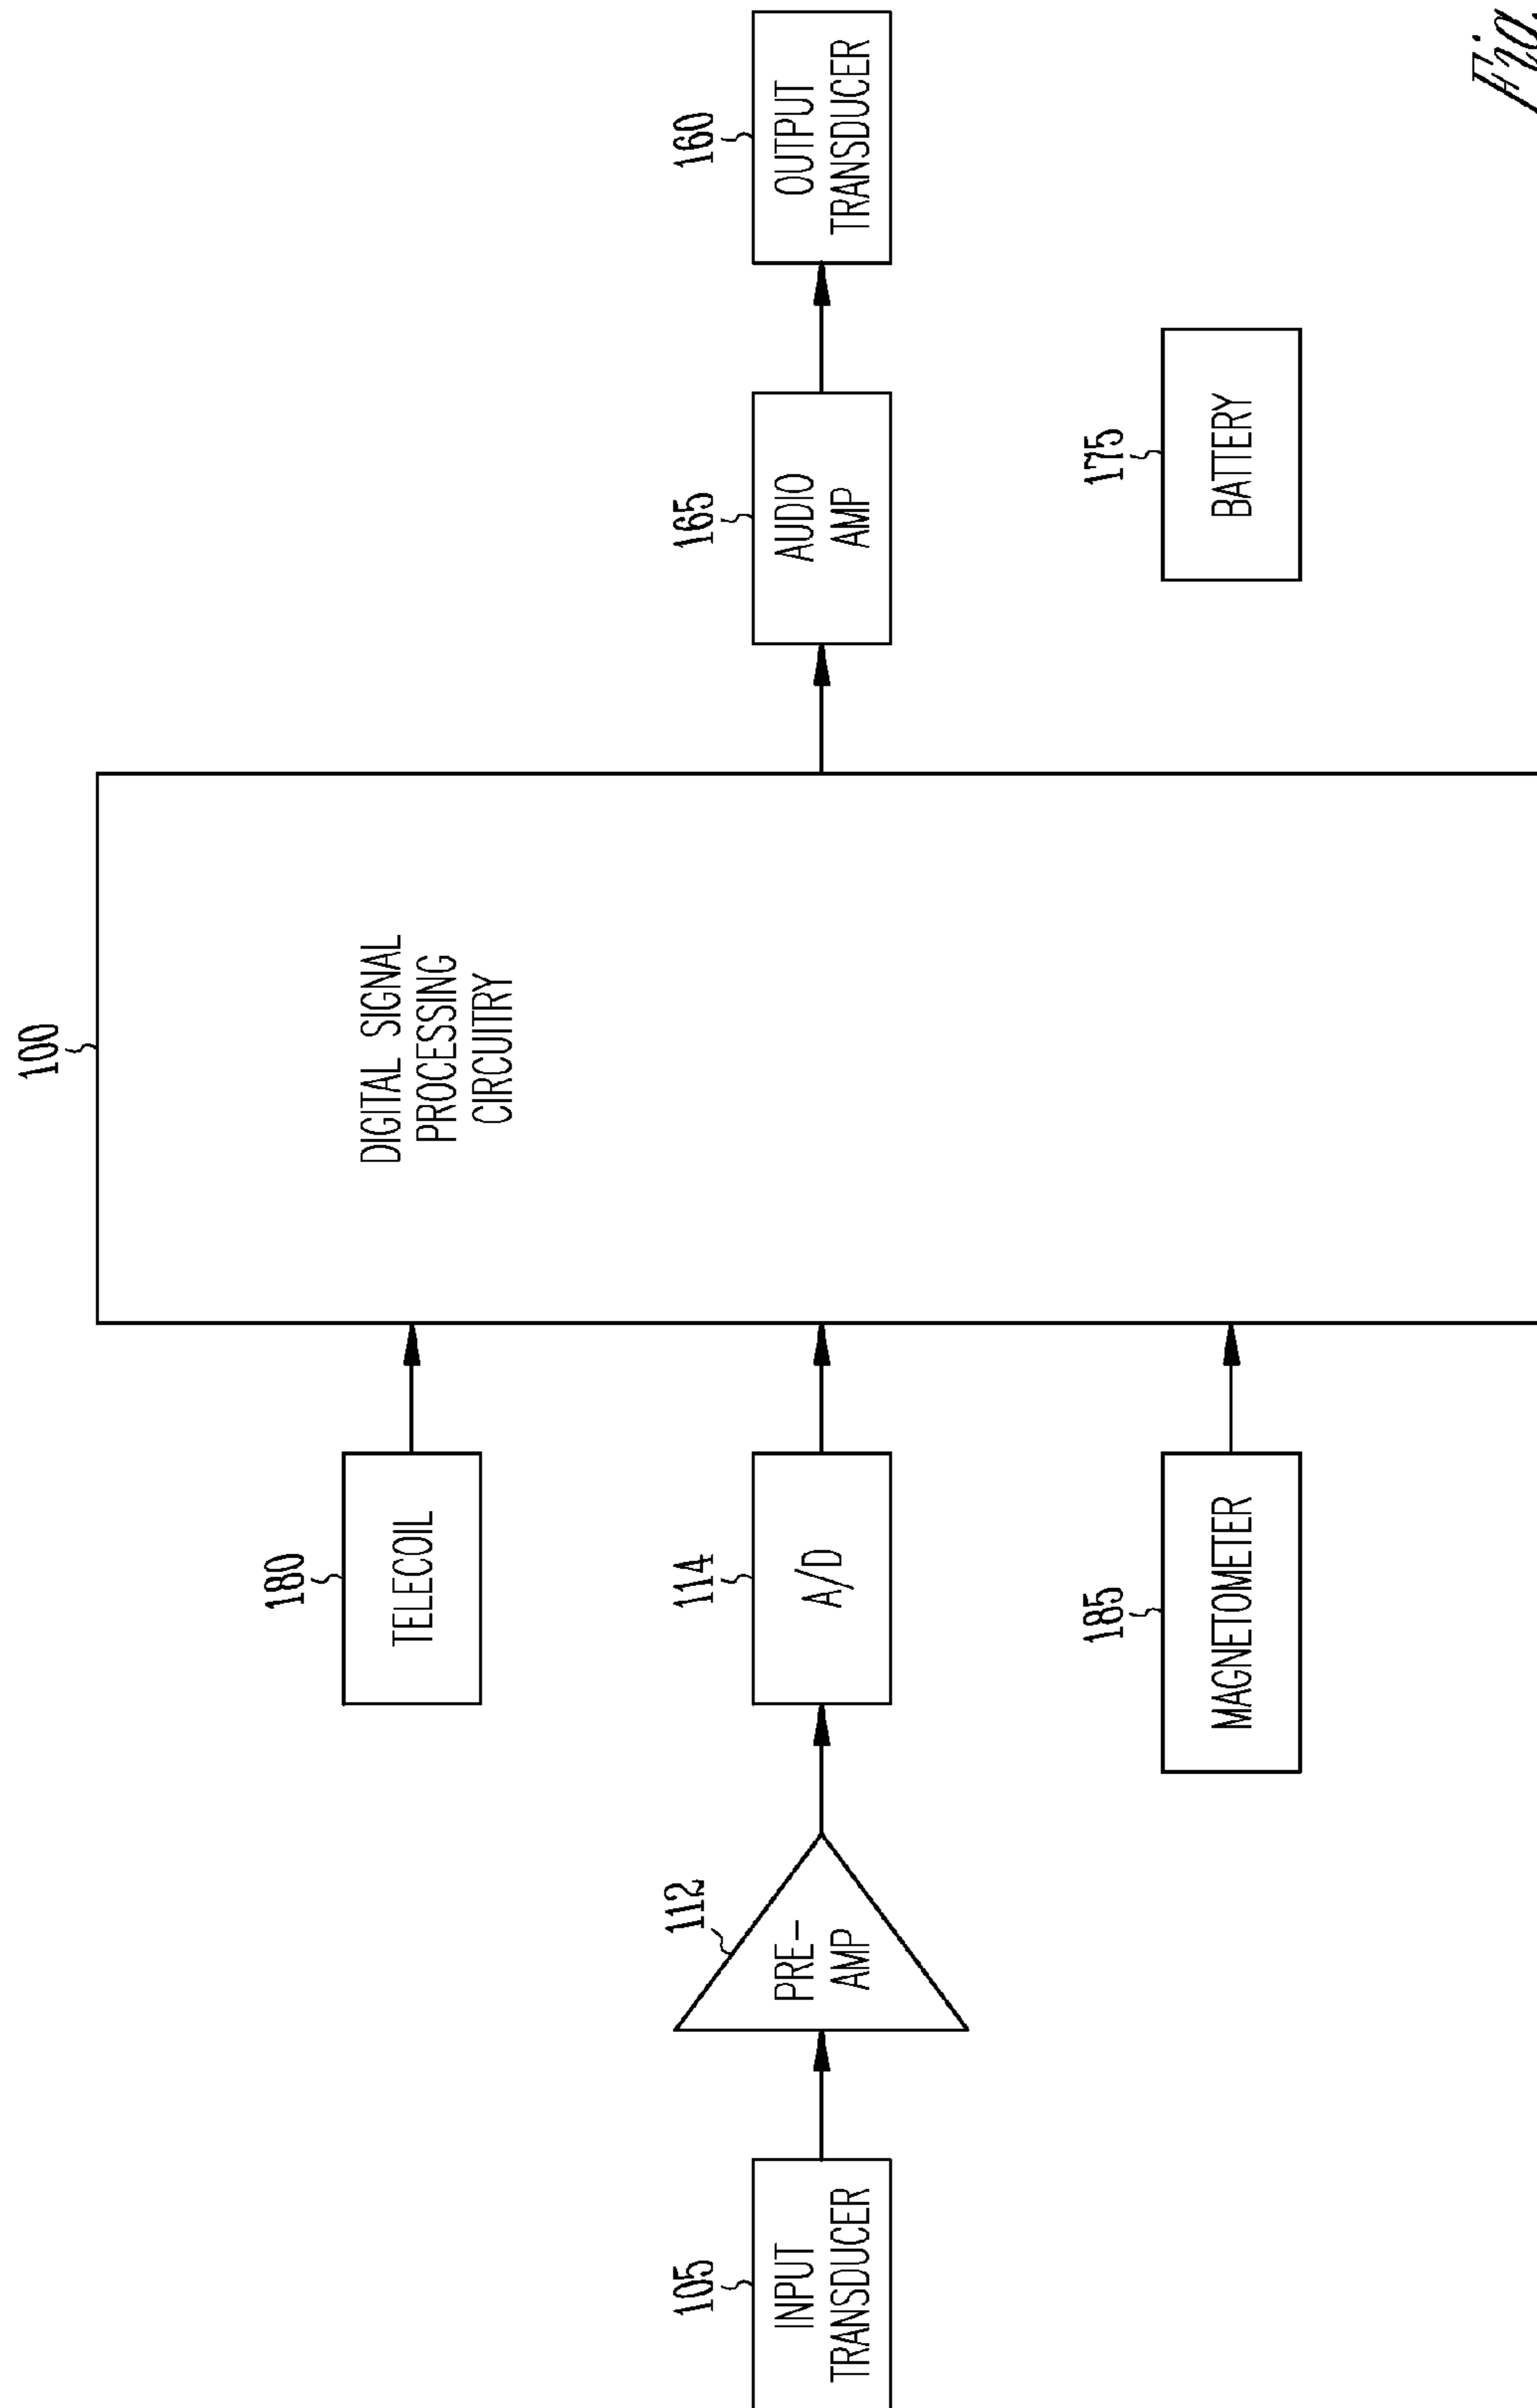 100
DIGITAL SIGNAL
PROCESSING
CIRCUITRY
180
TELECOIL
105
INPUT
TRANSDUCER
112
PRE-
AMP
114
A/D
165
AUDIO
AMP
160
OUTPUT
TRANSDUCER
185
MAGNETOMETER
175
BATTERY
Fig.